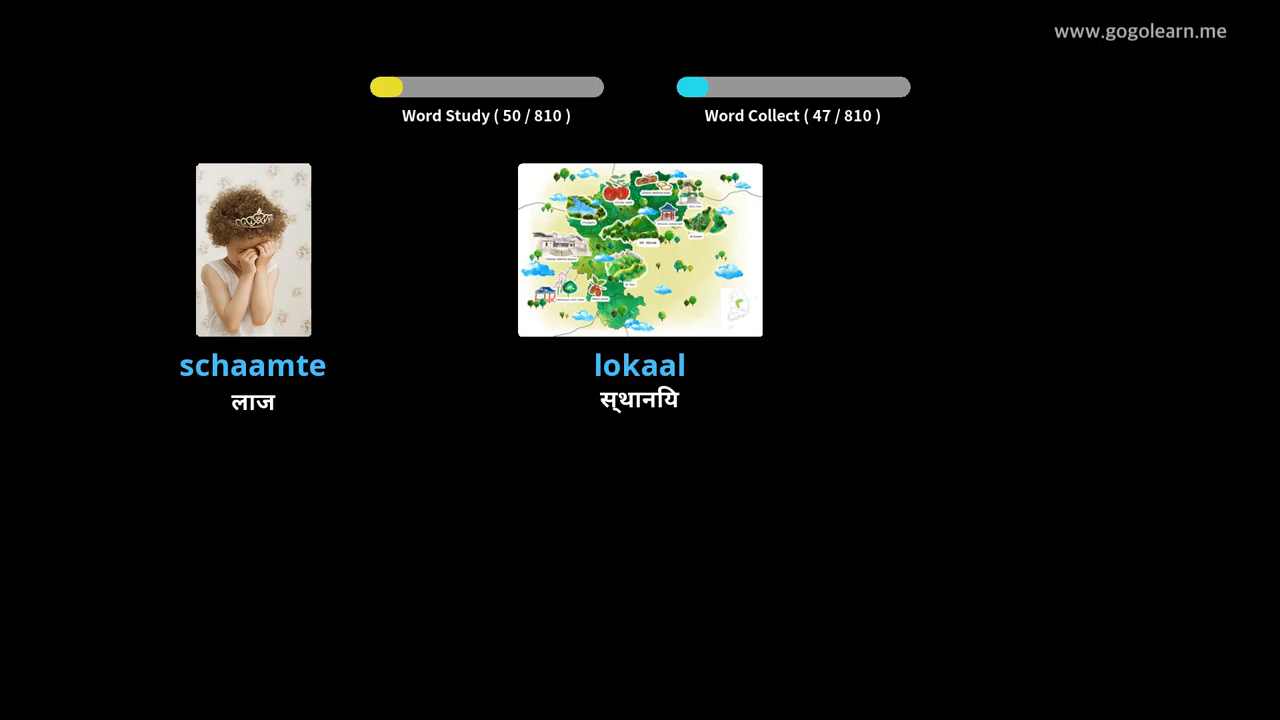 www.gogolearn.me
Word Study ( 50 / 810 )
Word Collect ( 47 / 810 )
schaamte
lokaal
लाज
स्थानयि